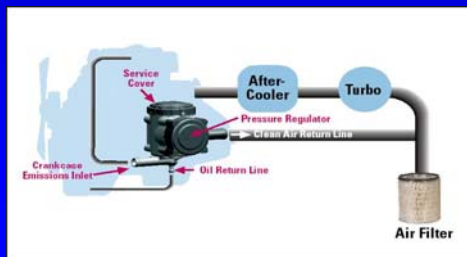 Service
Cover
After-
Cooler
Turbo
Pressure Regulator
Clean Air Return Line
Crankcase
Emissions Inlet
Oil Return Line
Air Filter